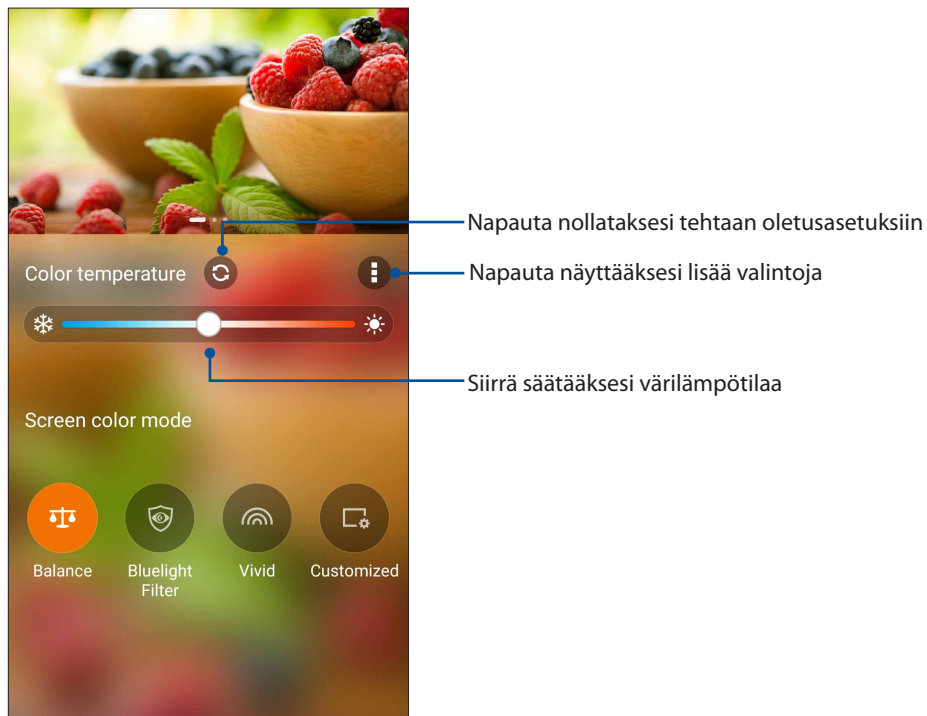 Napauta nollataksesi tehtaan oletusasetuksiin
Color temperature
Napauta näyttääksesi lisää valintoja
Siirrä säätääksesi värilämpötilaa
Screen color mode
Balance
Bluelight
Filter
Vivid
Customized